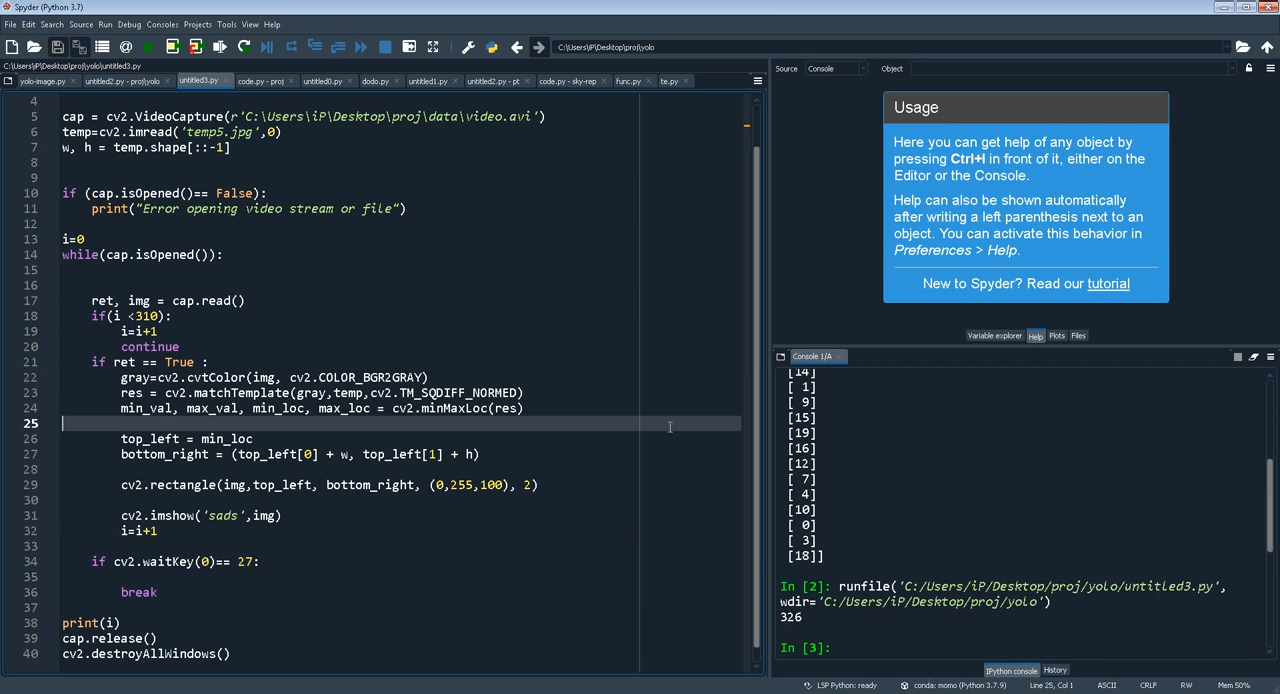 Spyder (Python 3.7)
File Edit Search Source Run Debug Consoles Projects Tools View Help
C:\Users\iP\Desktop\proj\yolo
C:\Users\iP\Desktop\proj\yolo\untitled3.py
yolo-image.py untitled2.py - proj\yolo untitled3.py code.py - proj untitled0.py dodo.py untitled1.py untitled2.py - pt code.py - sky-rep func.py te.py
4
5 cap = cv2.VideoCapture(r'C:\Users\iP\Desktop\proj\data\video.avi')
6 temp=cv2.imread('temp5.jpg',0)
7 w, h = temp.shape[::-1]
8
9
10 if (cap.isOpened()== False):
11 print("Error opening video stream or file")
12
13 i=0
14 while(cap.isOpened()):
15
16
17 ret, img = cap.read()
18 if(i <310):
19 i=i+1
20 continue
21 if ret == True :
22 gray=cv2.cvtColor(img, cv2.COLOR_BGR2GRAY)
23 res = cv2.matchTemplate(gray,temp,cv2.TM_SQDIFF_NORMED)
24 min_val, max_val, min_loc, max_loc = cv2.minMaxLoc(res)
25
26 top_left = min_loc
27 bottom_right = (top_left[0] + w, top_left[1] + h)
28
29 cv2.rectangle(img,top_left, bottom_right, (0,255,100), 2)
30
31 cv2.imshow('sads',img)
32 i=i+1
33
34 if cv2.waitKey(0)== 27:
35
36 break
37
38 print(i)
39 cap.release()
40 cv2.destroyAllWindows()
Source Console Object
Usage
Here you can get help of any object by
pressing Ctrl+I in front of it, either on the
Editor or the Console.
Help can also be shown automatically
after writing a left parenthesis next to an
object. You can activate this behavior in
Preferences > Help.
New to Spyder? Read our tutorial
Variable explorer Help Plots Files
Console 1/A
[14]
[ 1]
[ 9]
[15]
[19]
[16]
[12]
[ 7]
[ 4]
[10]
[ 0]
[ 3]
[18]]
In [2]: runfile('C:/Users/iP/Desktop/proj/yolo/untitled3.py',
wdir='C:/Users/iP/Desktop/proj/yolo')
326
In [3]:
IPython console History
LSP Python: ready conda: momo (Python 3.7.9) Line 25, Col 1 ASCII CRLF RW Mem 50%